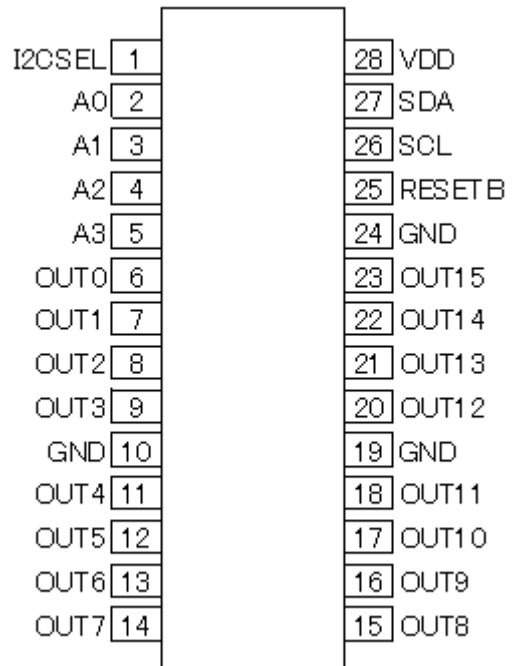 I2CSEL 1 28 VDD
A0 2 27 SDA
A1 3 26 SCL
A2 4 25 RESETB
A3 5 24 GND
OUT0 6 23 OUT15
OUT1 7 22 OUT14
OUT2 8 21 OUT13
OUT3 9 20 OUT12
GND 10 19 GND
OUT4 11 18 OUT11
OUT5 12 17 OUT10
OUT6 13 16 OUT9
OUT7 14 15 OUT8